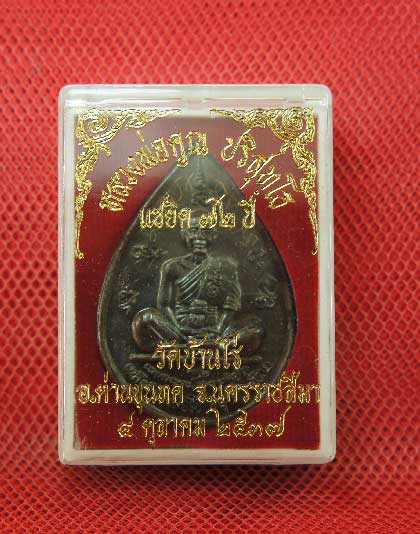 หลวงพ่อคูณ ปริสุทโธ
แซยิด ๗๒ ปี
วัดบ้านไร่
อ.ด่านขุนทด จ.นครราชสีมา
๔ ตุลาคม ๒๕๓๗